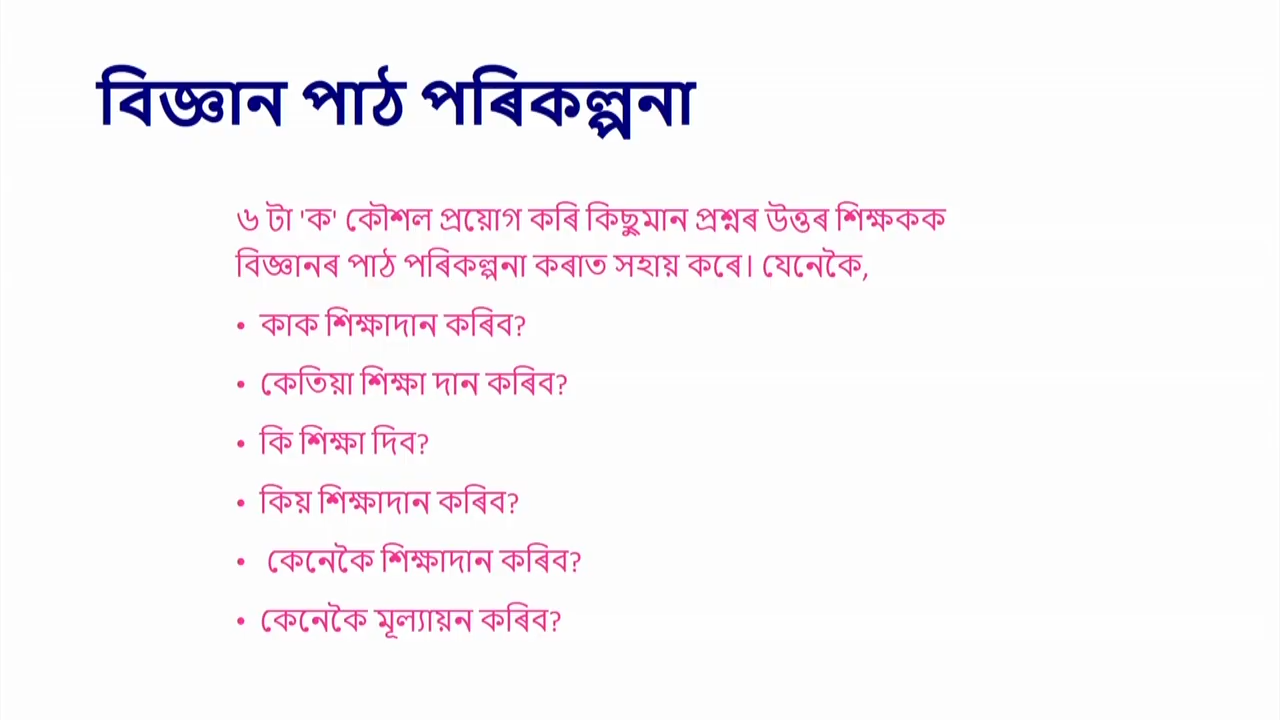 বিজ্ঞান পাঠ পৰিকল্পনা
৬ টা 'ক' কৌশল প্ৰয়োগ কৰি কিছুমান প্ৰশ্নৰ উত্তৰ শিক্ষকক
বিজ্ঞানৰ পাঠ পৰিকল্পনা কৰাত সহায় কৰে। যেনেকৈ,
• কাক শিক্ষাদান কৰিব?
• কেতিয়া শিক্ষা দান কৰিব?
• কি শিক্ষা দিব?
• কিয় শিক্ষাদান কৰিব?
• কেনেকৈ শিক্ষাদান কৰিব?
• কেনেকৈ মূল্যায়ন কৰিব?